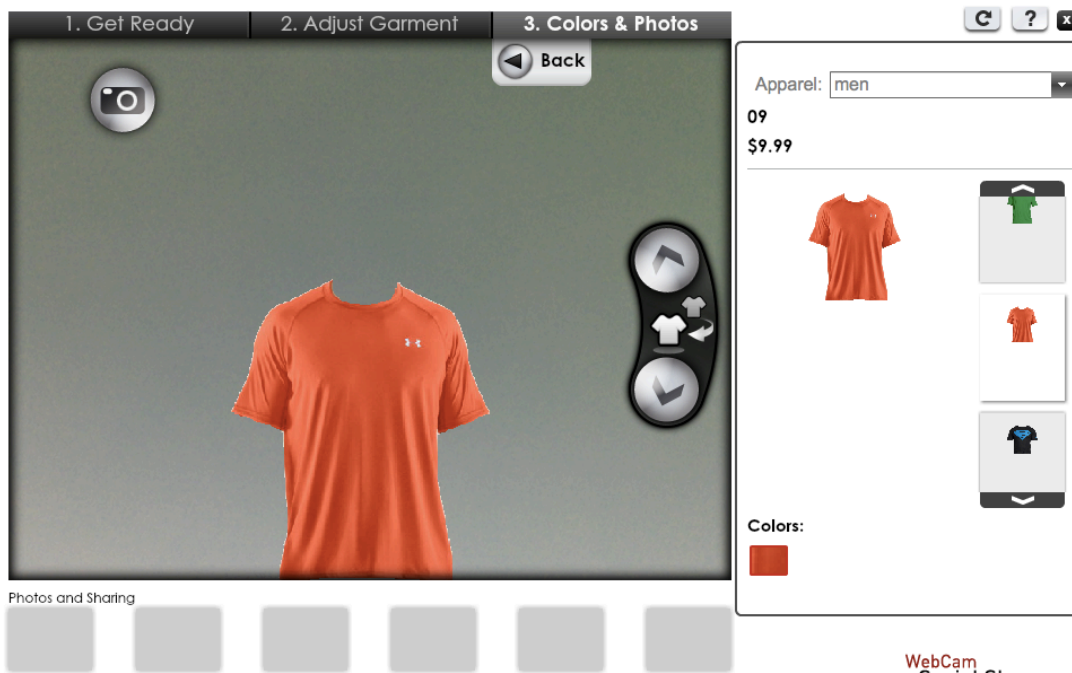 1. Get Ready
2. Adjust Garment
3. Colors & Photos
?
x
Back
Apparel: men
09
$9.99
Colors:
Photos and Sharing
WebCam